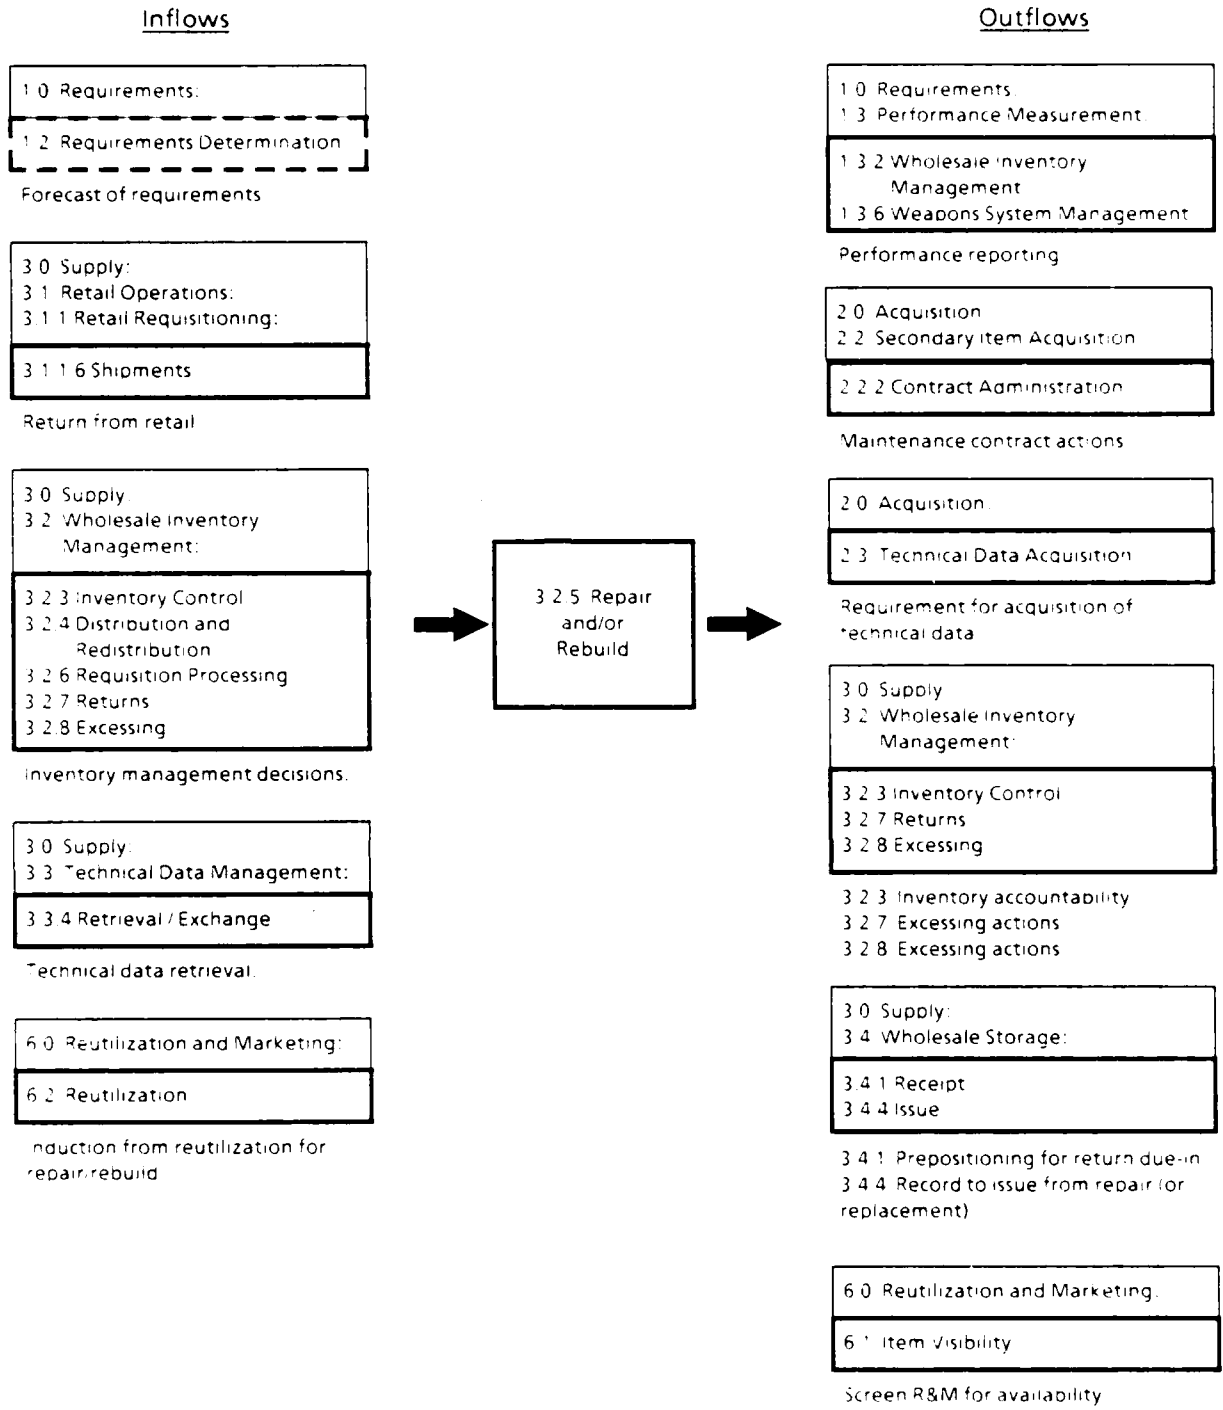 Inflows
1.0 Requirements:
1.2 Requirements Determination
Forecast of requirements
3.0 Supply:
3.1 Retail Operations:
3.1.1 Retail Requisitioning:
3.1.1.6 Shipments
Return from retail
3.0 Supply:
3.2 Wholesale Inventory
Management:
3.2.3 Inventory Control
3.2.4 Distribution and
Redistribution
3.2.6 Requisition Processing
3.2.7 Returns
3.2.8 Excessing
Inventory management decisions.
3.0 Supply:
3.3 Technical Data Management:
3.3.4 Retrieval / Exchange
Technical data retrieval.
6.0 Reutilization and Marketing:
6.2 Reutilization
Induction from reutilization for
repair/rebuild
3.2.5 Repair
and/or
Rebuild
Outflows
1.0 Requirements
1.3 Performance Measurement.
1.3.2 Wholesale Inventory
Management
1.3.6 Weapons System Management
Performance reporting
2.0 Acquisition
2.2 Secondary Item Acquisition
2.2.2 Contract Administration
Maintenance contract actions
2.0 Acquisition.
2.3 Technical Data Acquisition
Requirement for acquisition of
technical data
3.0 Supply
3.2 Wholesale Inventory
Management:
3.2.3 Inventory Control
3.2.7 Returns
3.2.8 Excessing
3.2.3 Inventory accountability
3.2.7 Excessing actions
3.2.8 Excessing actions
3.0 Supply:
3.4 Wholesale Storage:
3.4.1 Receipt
3.4.4 Issue
3.4.1 Prepositioning for return due-in
3.4.4 Record to issue from repair (or
replacement)
6.0 Reutilization and Marketing.
6.1 Item Visibility
Screen R&M for availability